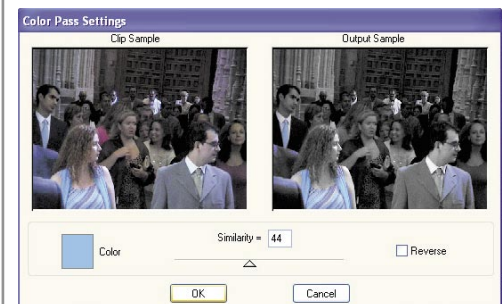 Color Pass Settings
Clip Sample Output Sample
Color Similarity = 44 Reverse
OK Cancel